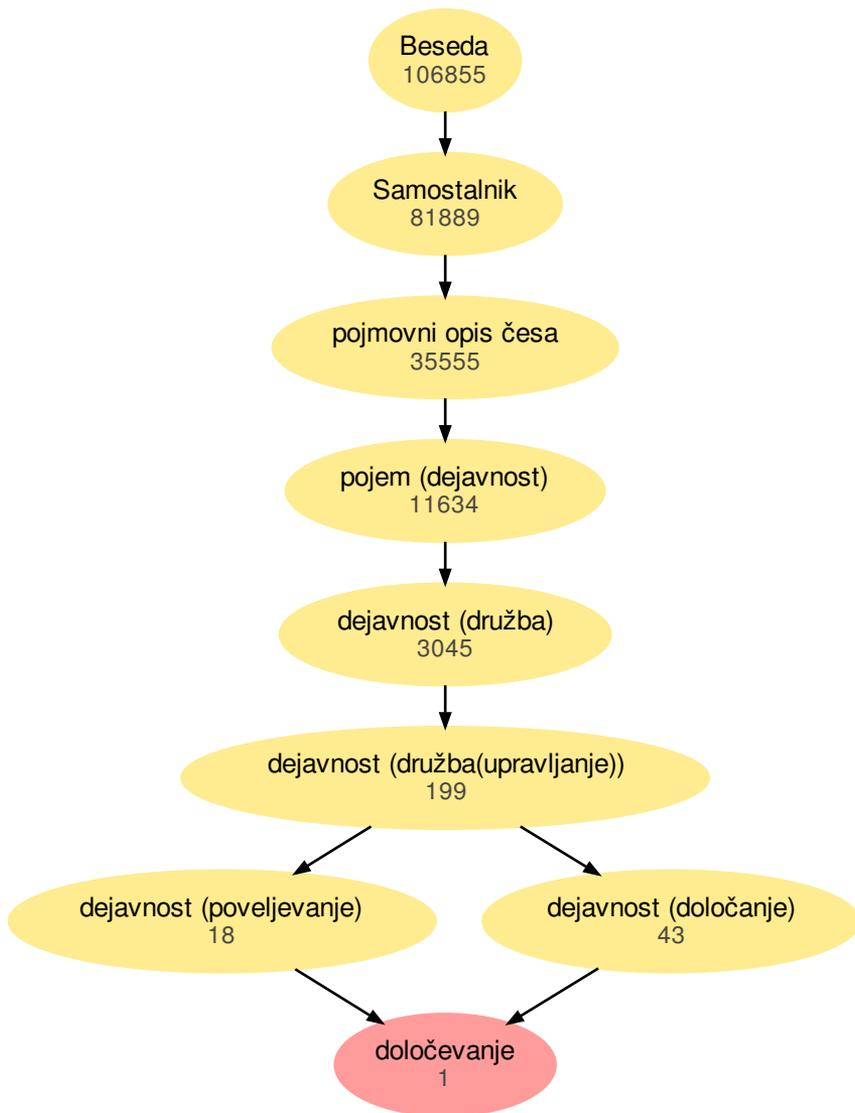 Beseda
106855
Samostalnik
81889
pojmovni opis česa
35555
pojem (dejavnost)
11634
dejavnost (družba)
3045
dejavnost (družba(upravljanje))
199
dejavnost (poveljevanje)
18
dejavnost (določanje)
43
določevanje
1